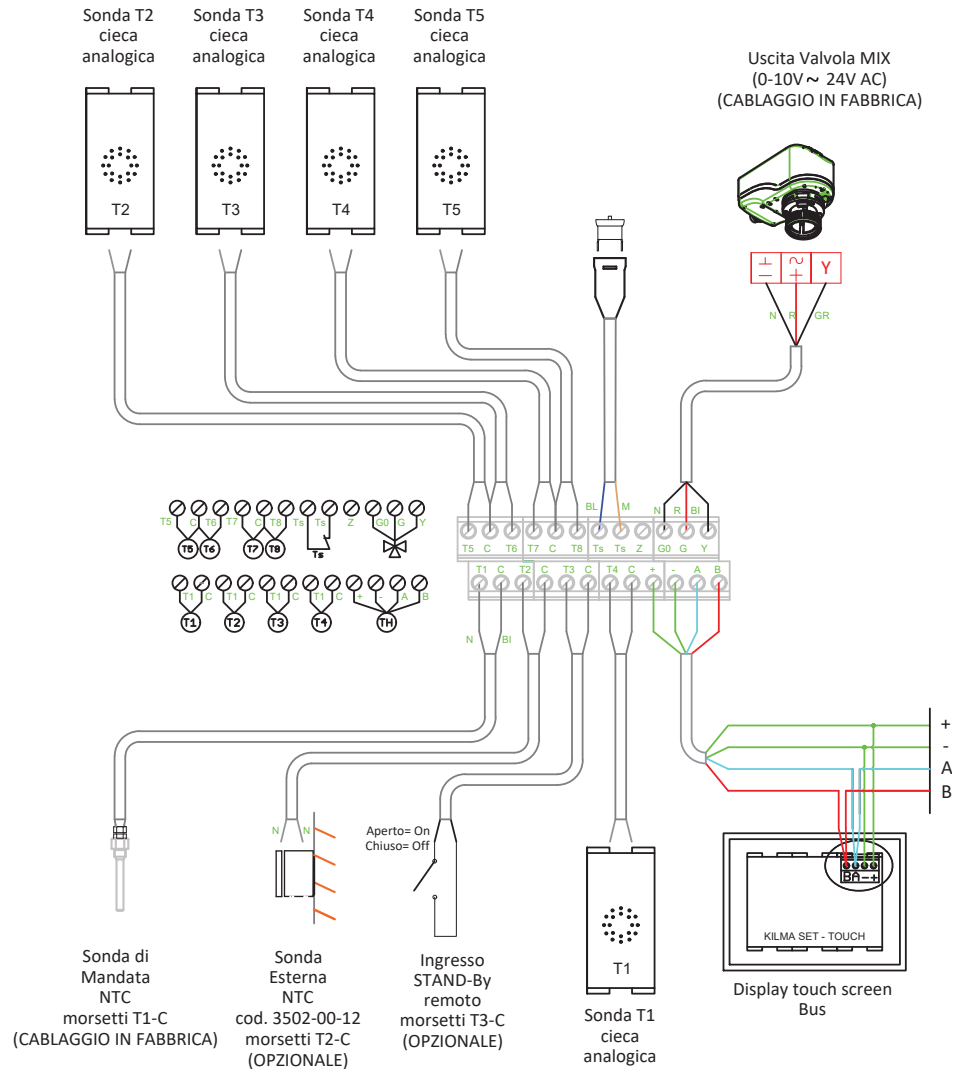 Sonda T2
cieca
analogica
Sonda T3
cieca
analogica
Sonda T4
cieca
analogica
Sonda T5
cieca
analogica
Uscita Valvola MIX
(0-10V ~ 24V AC)
(CABLAGGIO IN FABBRICA)
T2
T3
T4
T5
Y
N R GR
BL M
N R BI
T5 C T6 T7 C T8 Ts Ts Z G0 G Y
T5 T6 T7 T8 Ts
T5 C T6 T7 C T8 Ts Ts Z G0 G Y
T1 C T2 C T3 C T4 C + - A B
T1 C T1 C T1 C T1 C + - A B
T1 T2 T3 T4 TH
N BI
+
-
A
B
N N
Aperto= On
Chiuso= Off
B A - +
KILMA SET - TOUCH
T1
Sonda di
Mandata
NTC
morsetti T1-C
(CABLAGGIO IN FABBRICA)
Sonda
Esterna
NTC
cod. 3502-00-12
morsetti T2-C
(OPZIONALE)
Ingresso
STAND-By
remoto
morsetti T3-C
(OPZIONALE)
Sonda T1
cieca
analogica
Display touch screen
Bus